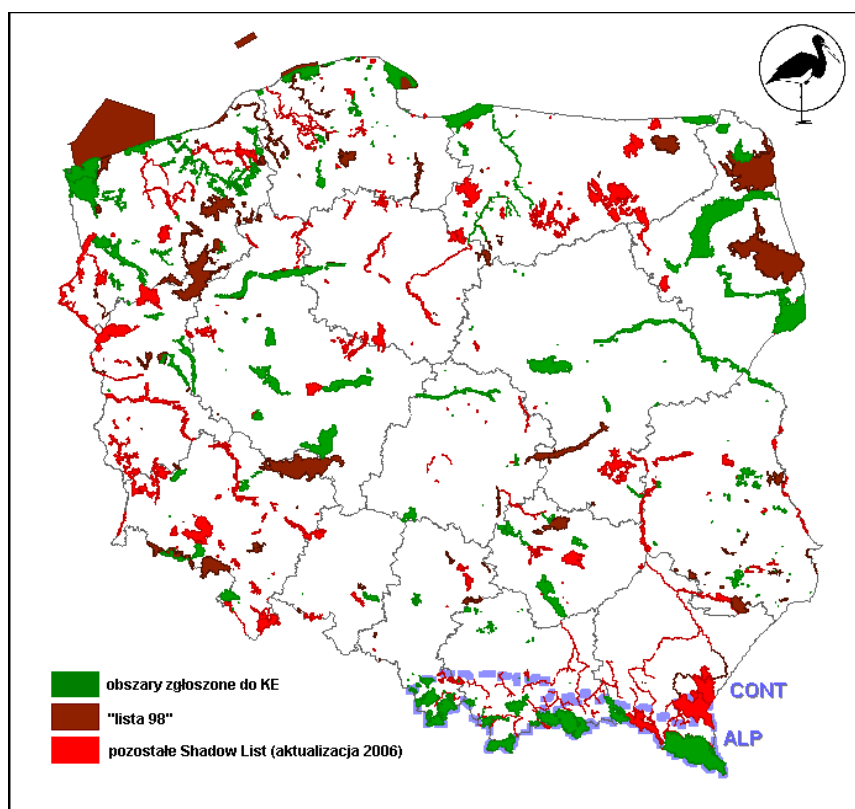 CONT
ALP
obszary zgłoszone do KE
"lista 98"
pozostałe Shadow List (aktualizacja 2006)